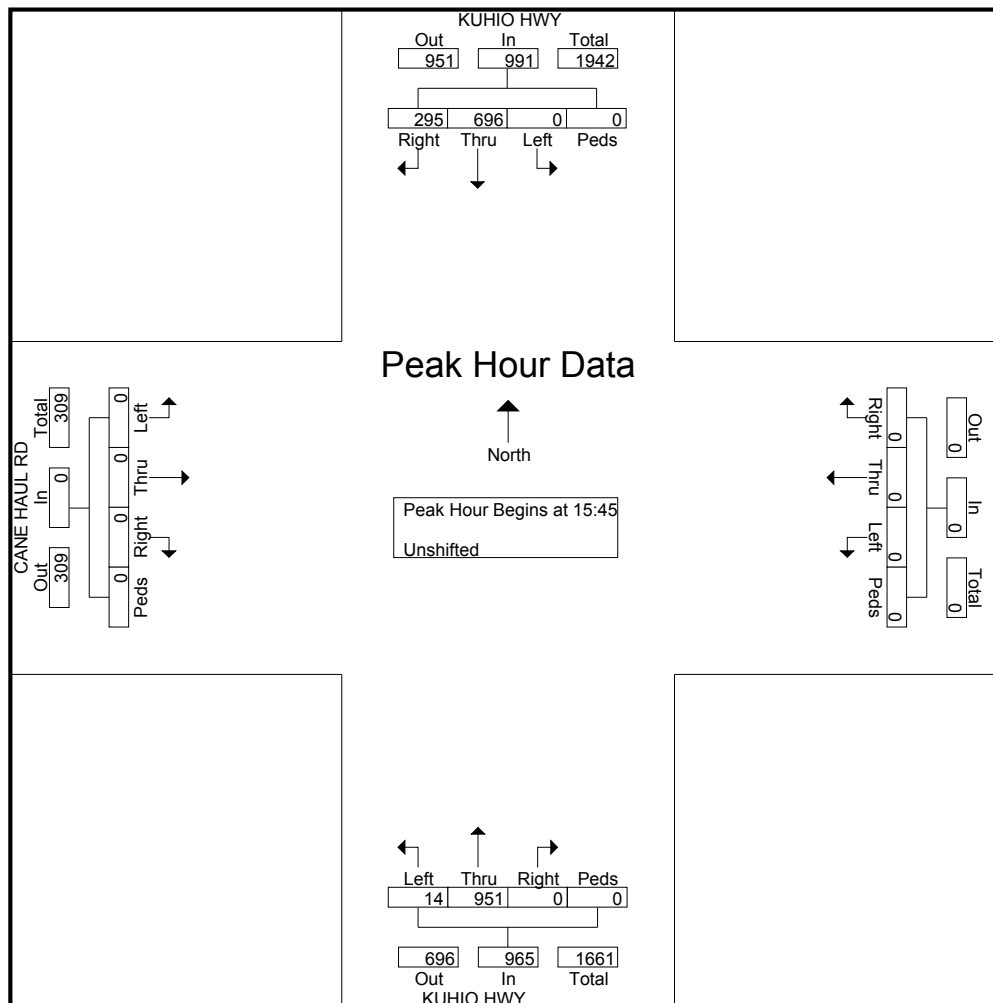 KUHIO HWY
Out In Total
951 991 1942
295 696 0 0
Right Thru Left Peds
Peak Hour Data
North
Peak Hour Begins at 15:45
Unshifted
CANE HAUL RD
Out In Total
309 0 309
0 0 0 0
Left Thru Right Peds
Right Thru Left Peds
0 0 0 0
Out In Total
0 0 0
Left Thru Right Peds
14 951 0 0
696 965 1661
Out In Total
KUHIO HWY